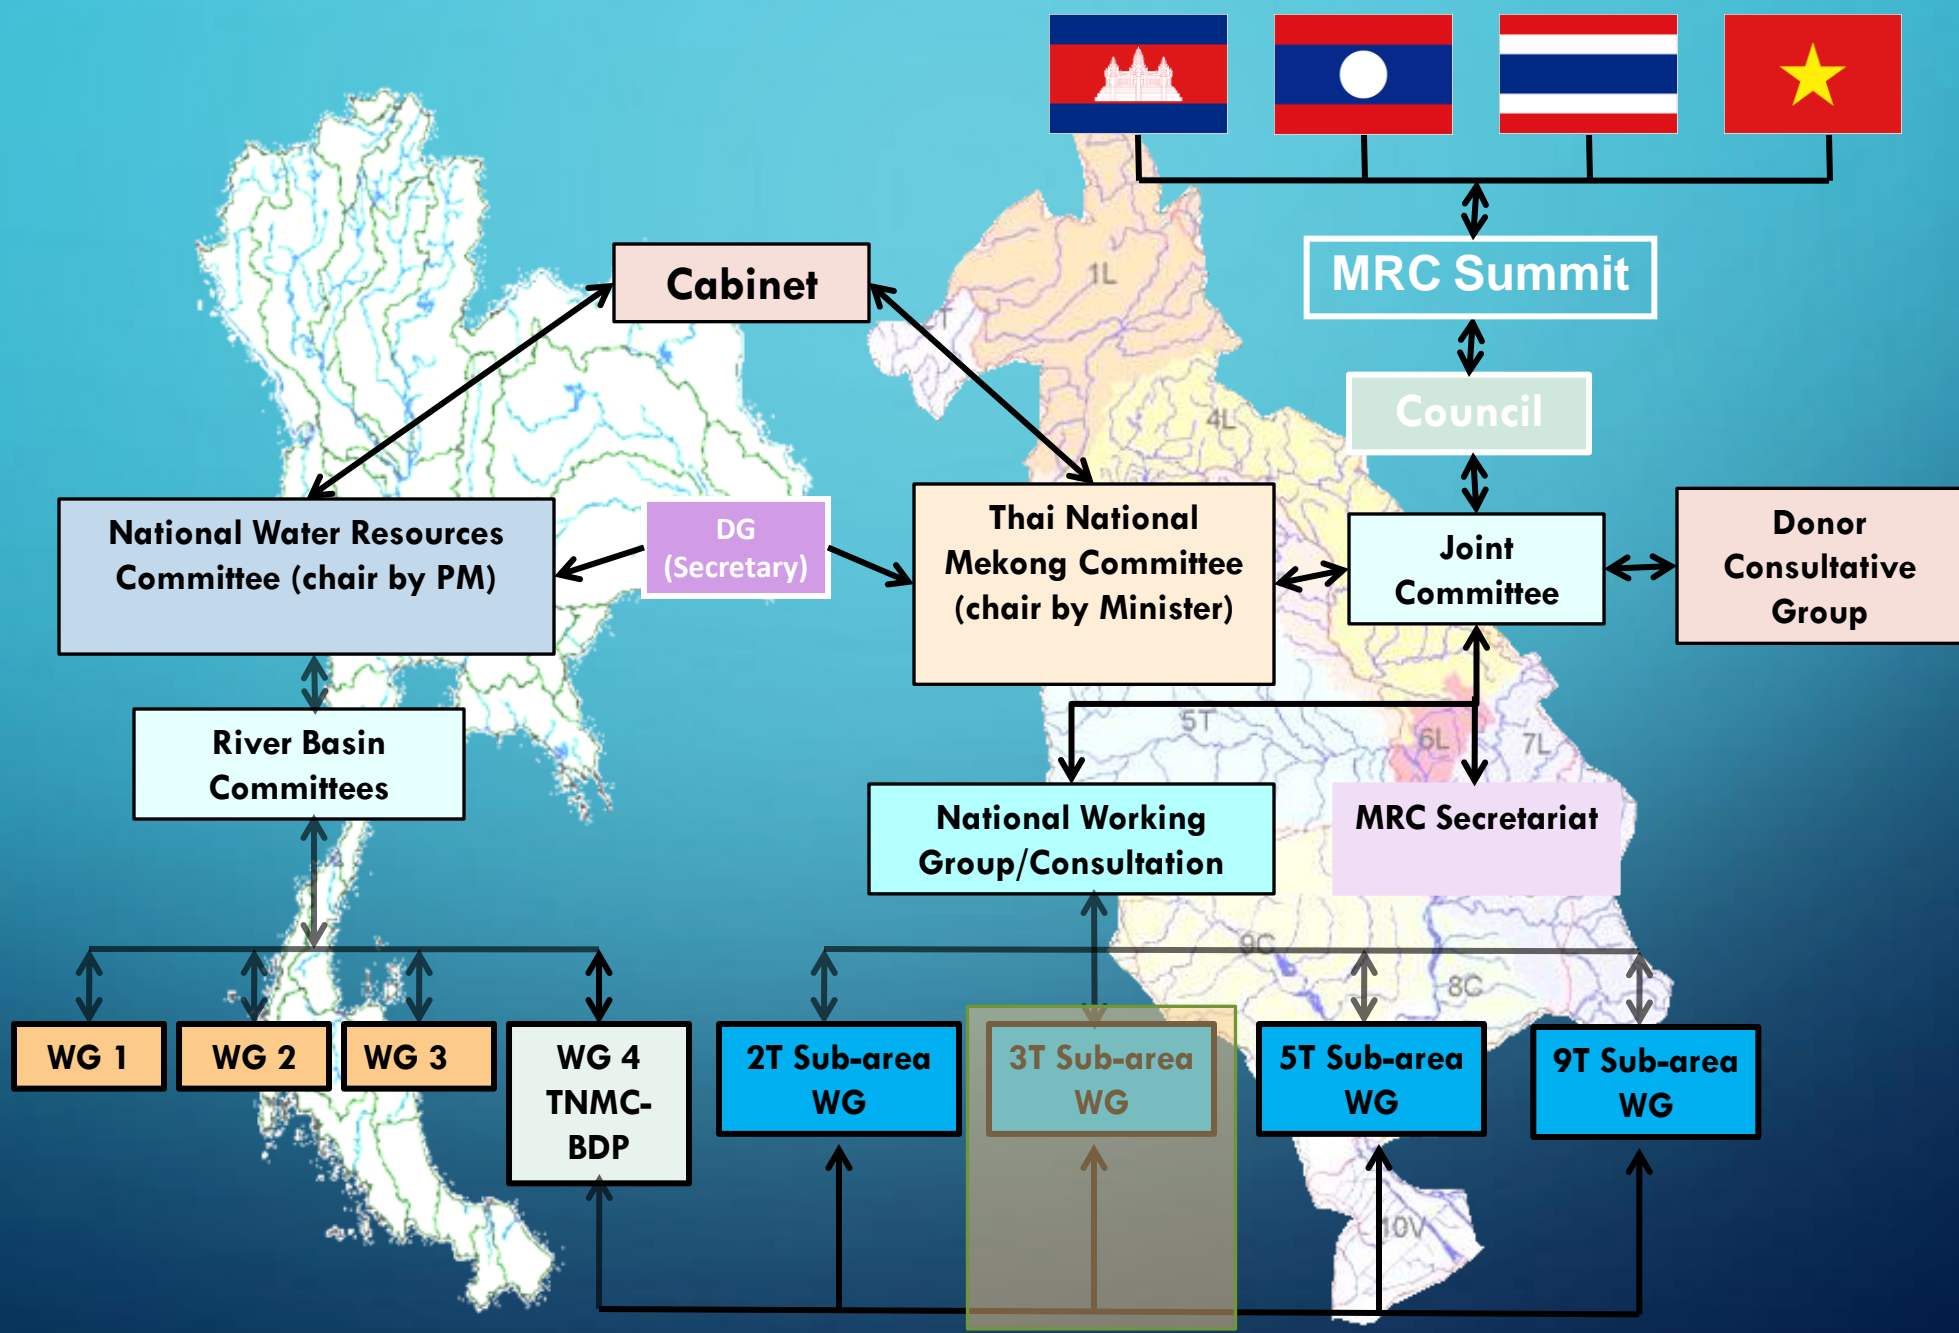 MRC Summit
Cabinet
1L
Council
4L
National Water Resources
Committee (chair by PM)
DG
(Secretary)
Thai National
Mekong Committee
(chair by Minister)
Joint
Committee
Donor
Consultative
Group
River Basin
Committees
5T
6L
7L
National Working
Group/Consultation
MRC Secretariat
9C
8C
WG 1
WG 2
WG 3
WG 4
TNMC-
BDP
2T Sub-area
WG
3T Sub-area
WG
5T Sub-area
WG
9T Sub-area
WG
10V